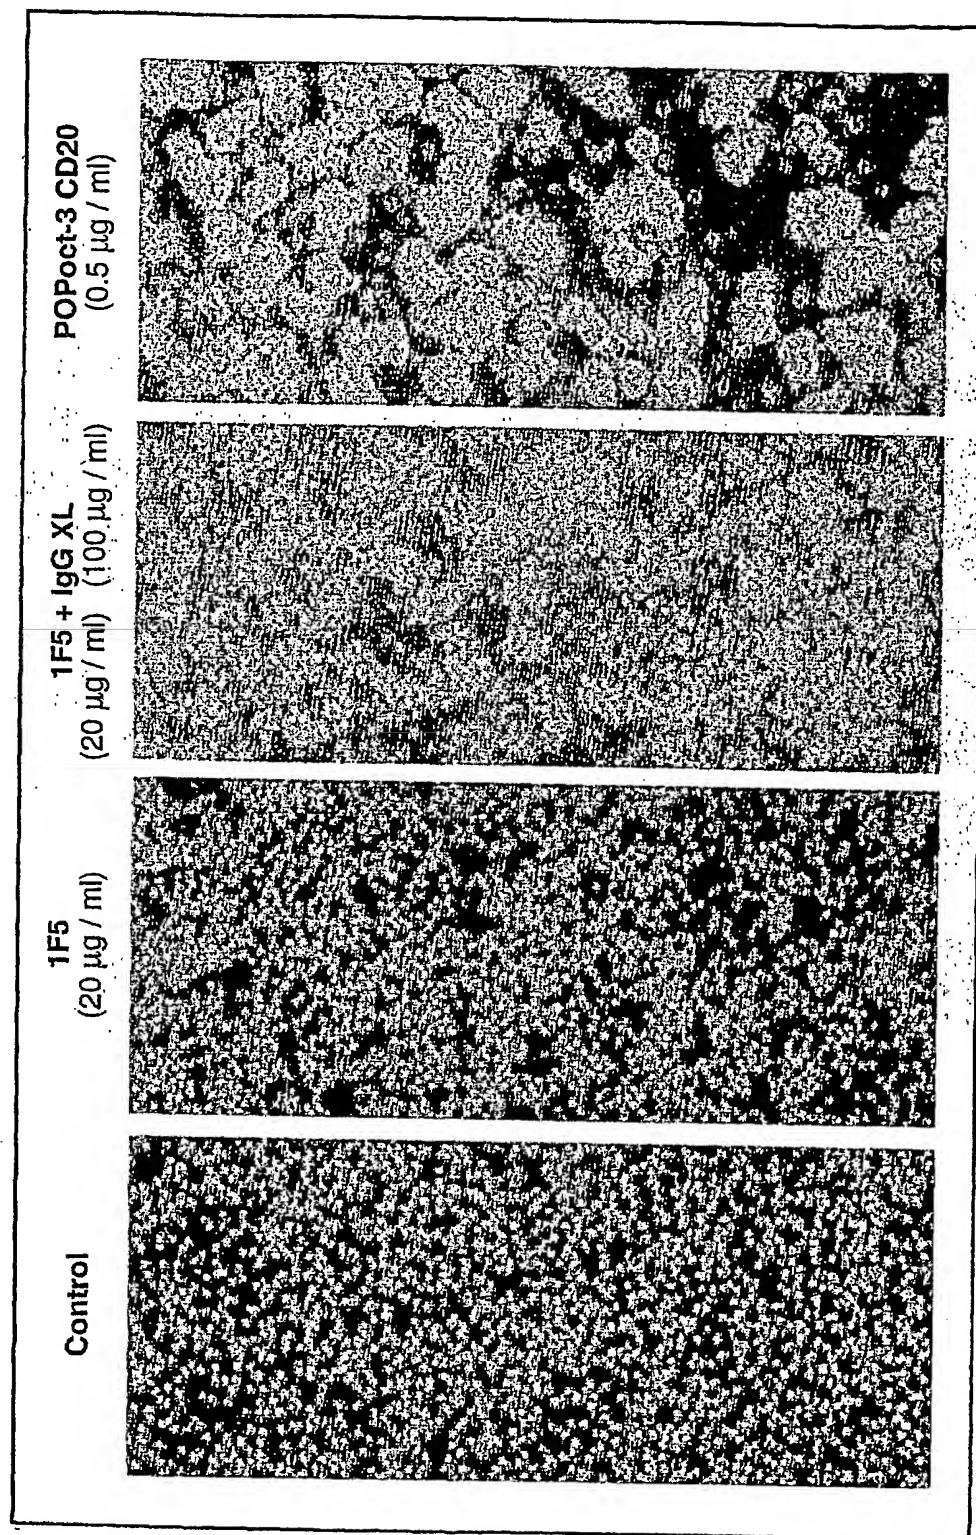 Control
1F5
(20 µg / ml)
1F5 + IgG XL
(20 µg / ml) (100 µg / ml)
POPoct-3 CD20
(0.5 µg / ml)